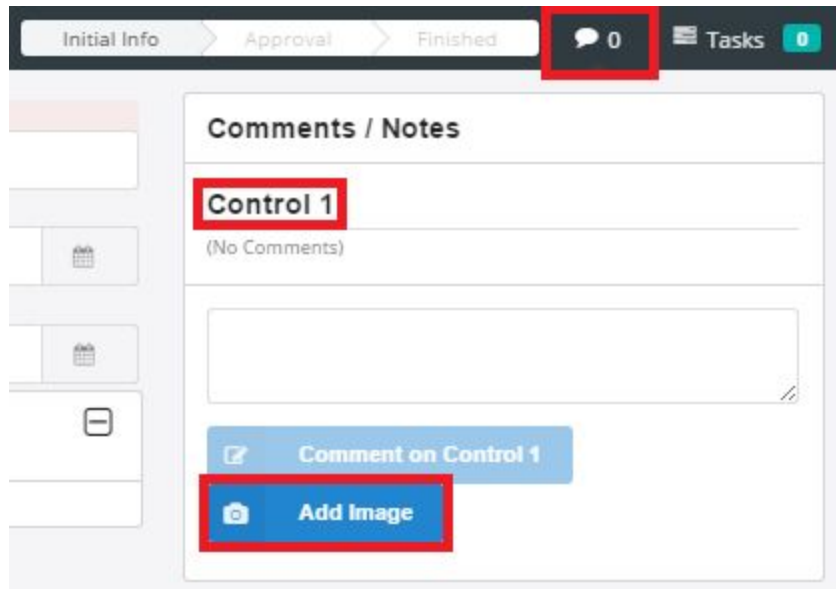 Initial Info Approval Finished 0 Tasks 0
Comments / Notes
Control 1
(No Comments)
Comment on Control 1
Add Image